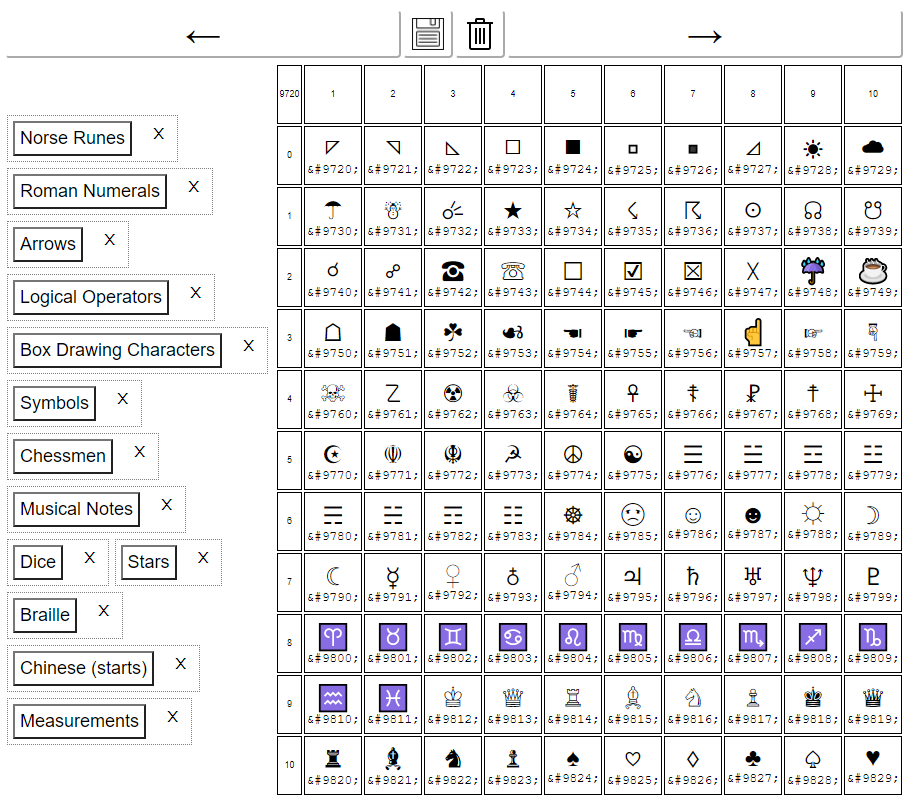 ← 💾 🗑 →
Norse Runes X
Roman Numerals X
Arrows X
Logical Operators X
Box Drawing Characters X
Symbols X
Chessmen X
Musical Notes X
Dice X Stars X
Braille X
Chinese (starts) X
Measurements X
9720 1 2 3 4 5 6 7 8 9 10
0 ◸ ◹ ◺ ◻ ◼ ◽ ◾ ◿ ☀ ☁
&#9720; &#9721; &#9722; &#9723; &#9724; &#9725; &#9726; &#9727; &#9728; &#9729;
1 ☂ ☃ ☄ ★ ☆ ☇ ☈ ☉ ☊ ☋
&#9730; &#9731; &#9732; &#9733; &#9734; &#9735; &#9736; &#9737; &#9738; &#9739;
2 ☌ ☍ ☎ ☏ ☐ ☑ ☒ ☓ ☔ ☕
&#9740; &#9741; &#9742; &#9743; &#9744; &#9745; &#9746; &#9747; &#9748; &#9749;
3 ☖ ☗ ☘ ☙ ☚ ☛ ☜ ☝ ☞ ☟
&#9750; &#9751; &#9752; &#9753; &#9754; &#9755; &#9756; &#9757; &#9758; &#9759;
4 ☠ ☡ ☢ ☣ ☤ ☥ ☦ ☧ ☨ ☩
&#9760; &#9761; &#9762; &#9763; &#9764; &#9765; &#9766; &#9767; &#9768; &#9769;
5 ☪ ☫ ☬ ☭ ☮ ☯ ☰ ☱ ☲ ☳
&#9770; &#9771; &#9772; &#9773; &#9774; &#9775; &#9776; &#9777; &#9778; &#9779;
6 ☴ ☵ ☶ ☷ ☸ ☹ ☺ ☻ ☼ ☽
&#9780; &#9781; &#9782; &#9783; &#9784; &#9785; &#9786; &#9787; &#9788; &#9789;
7 ☾ ☿ ♀ ♁ ♂ ♃ ♄ ♅ ♆ ♇
&#9790; &#9791; &#9792; &#9793; &#9794; &#9795; &#9796; &#9797; &#9798; &#9799;
8 ♈ ♉ ♊ ♋ ♌ ♍ ♎ ♏ ♐ ♑
&#9800; &#9801; &#9802; &#9803; &#9804; &#9805; &#9806; &#9807; &#9808; &#9809;
9 ♒ ♓ ♔ ♕ ♖ ♗ ♘ ♙ ♚ ♛
&#9810; &#9811; &#9812; &#9813; &#9814; &#9815; &#9816; &#9817; &#9818; &#9819;
10 ♜ ♝ ♞ ♟ ♠ ♡ ♢ ♣ ♤ ♥
&#9820; &#9821; &#9822; &#9823; &#9824; &#9825; &#9826; &#9827; &#9828; &#9829;